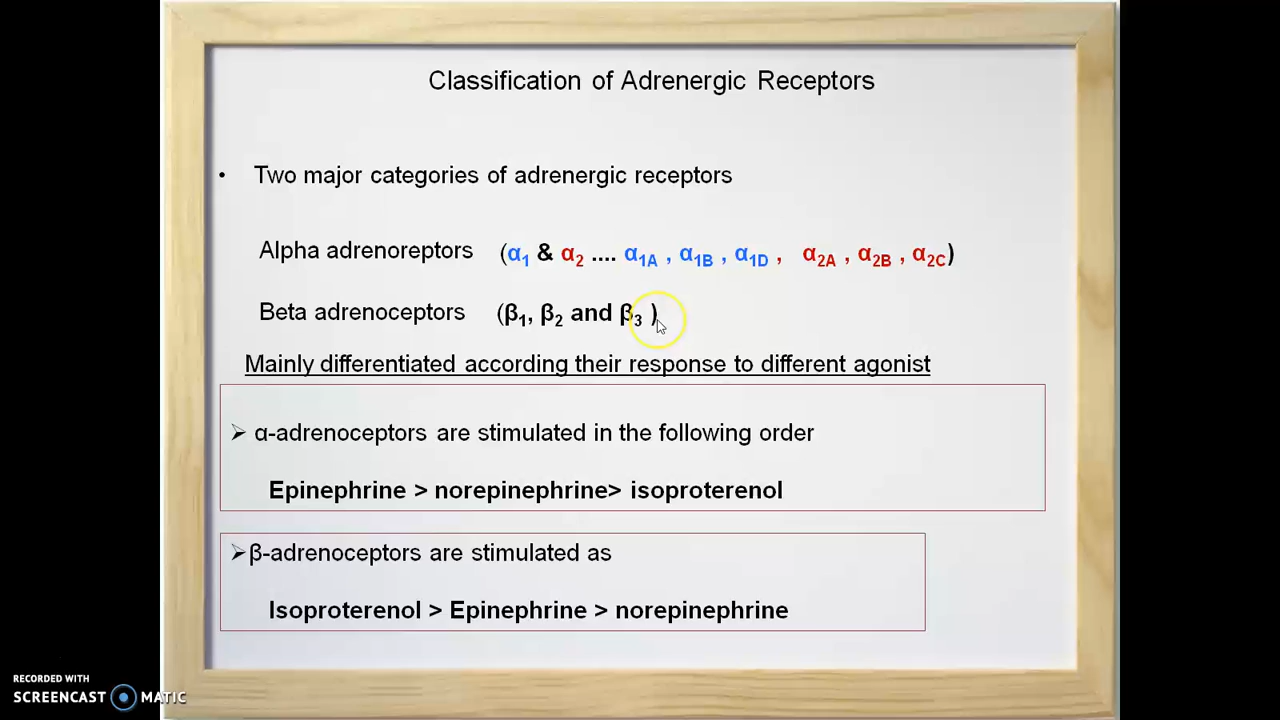 Classification of Adrenergic Receptors
• Two major categories of adrenergic receptors
Alpha adrenoreptors (α₁ & α₂ .... α₁A , α₁B , α₁D , α₂A , α₂B , α₂C)
Beta adrenoceptors (β₁, β₂ and β₃ )
Mainly differentiated according their response to different agonist
➢ α-adrenoceptors are stimulated in the following order
Epinephrine > norepinephrine> isoproterenol
➢β-adrenoceptors are stimulated as
Isoproterenol > Epinephrine > norepinephrine
RECORDED WITH
SCREENCAST MATIC